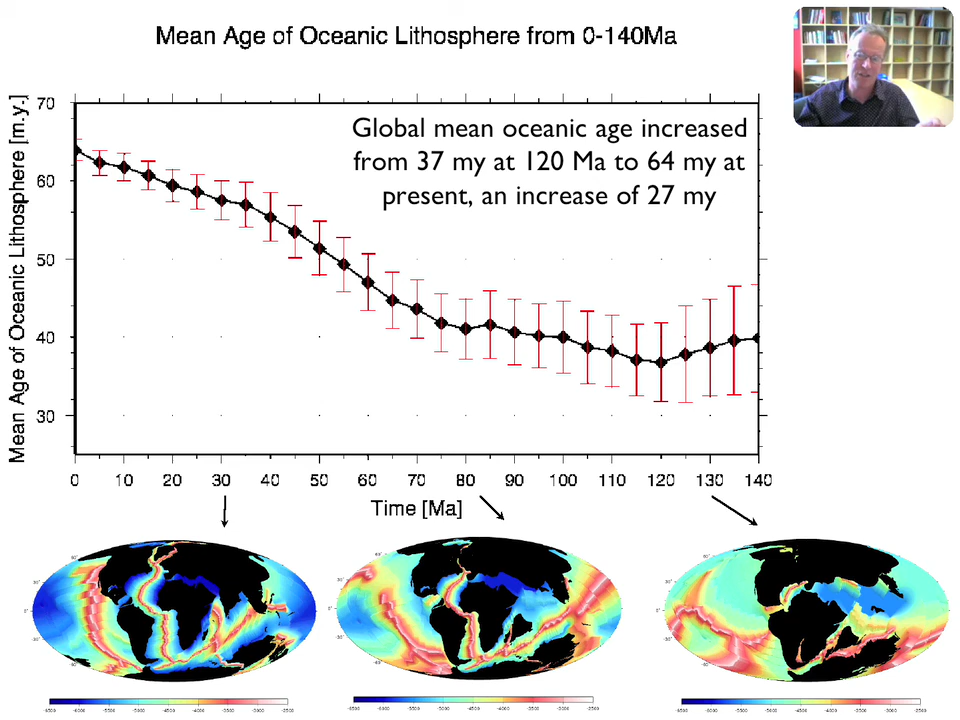 Mean Age of Oceanic Lithosphere from 0-140Ma
Global mean oceanic age increased
from 37 my at 120 Ma to 64 my at
present, an increase of 27 my
Mean Age of Oceanic Lithosphere [m.y.]
70
60
50
40
30
0 10 20 30 40 50 60 70 80 90 100 110 120 130 140
Time [Ma]